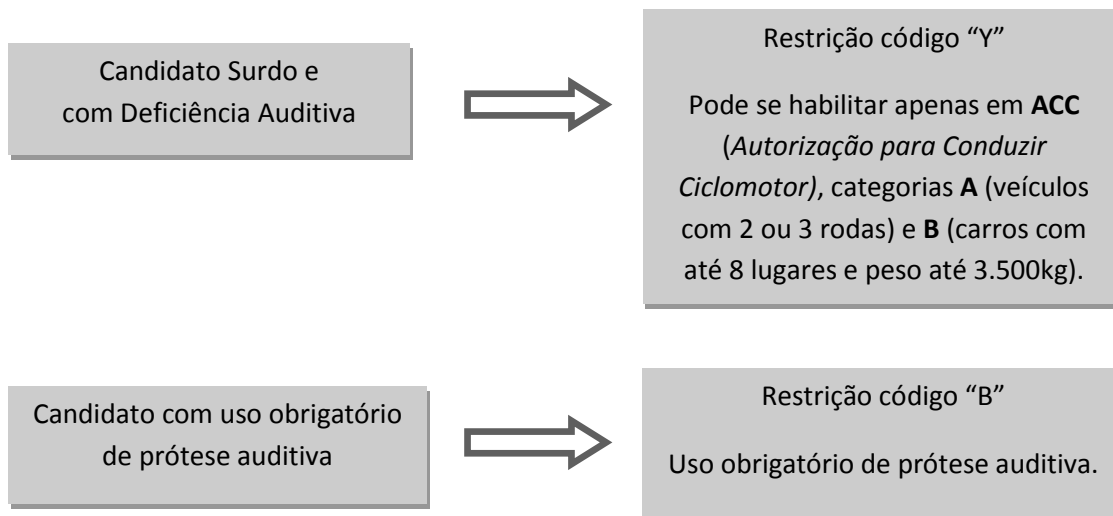 Candidato Surdo e
com Deficiência Auditiva
Restrição código “Y”
Pode se habilitar apenas em ACC
(Autorização para Conduzir
Ciclomotor), categorias A (veículos
com 2 ou 3 rodas) e B (carros com
até 8 lugares e peso até 3.500kg).
Candidato com uso obrigatório
de prótese auditiva
Restrição código “B”
Uso obrigatório de prótese auditiva.